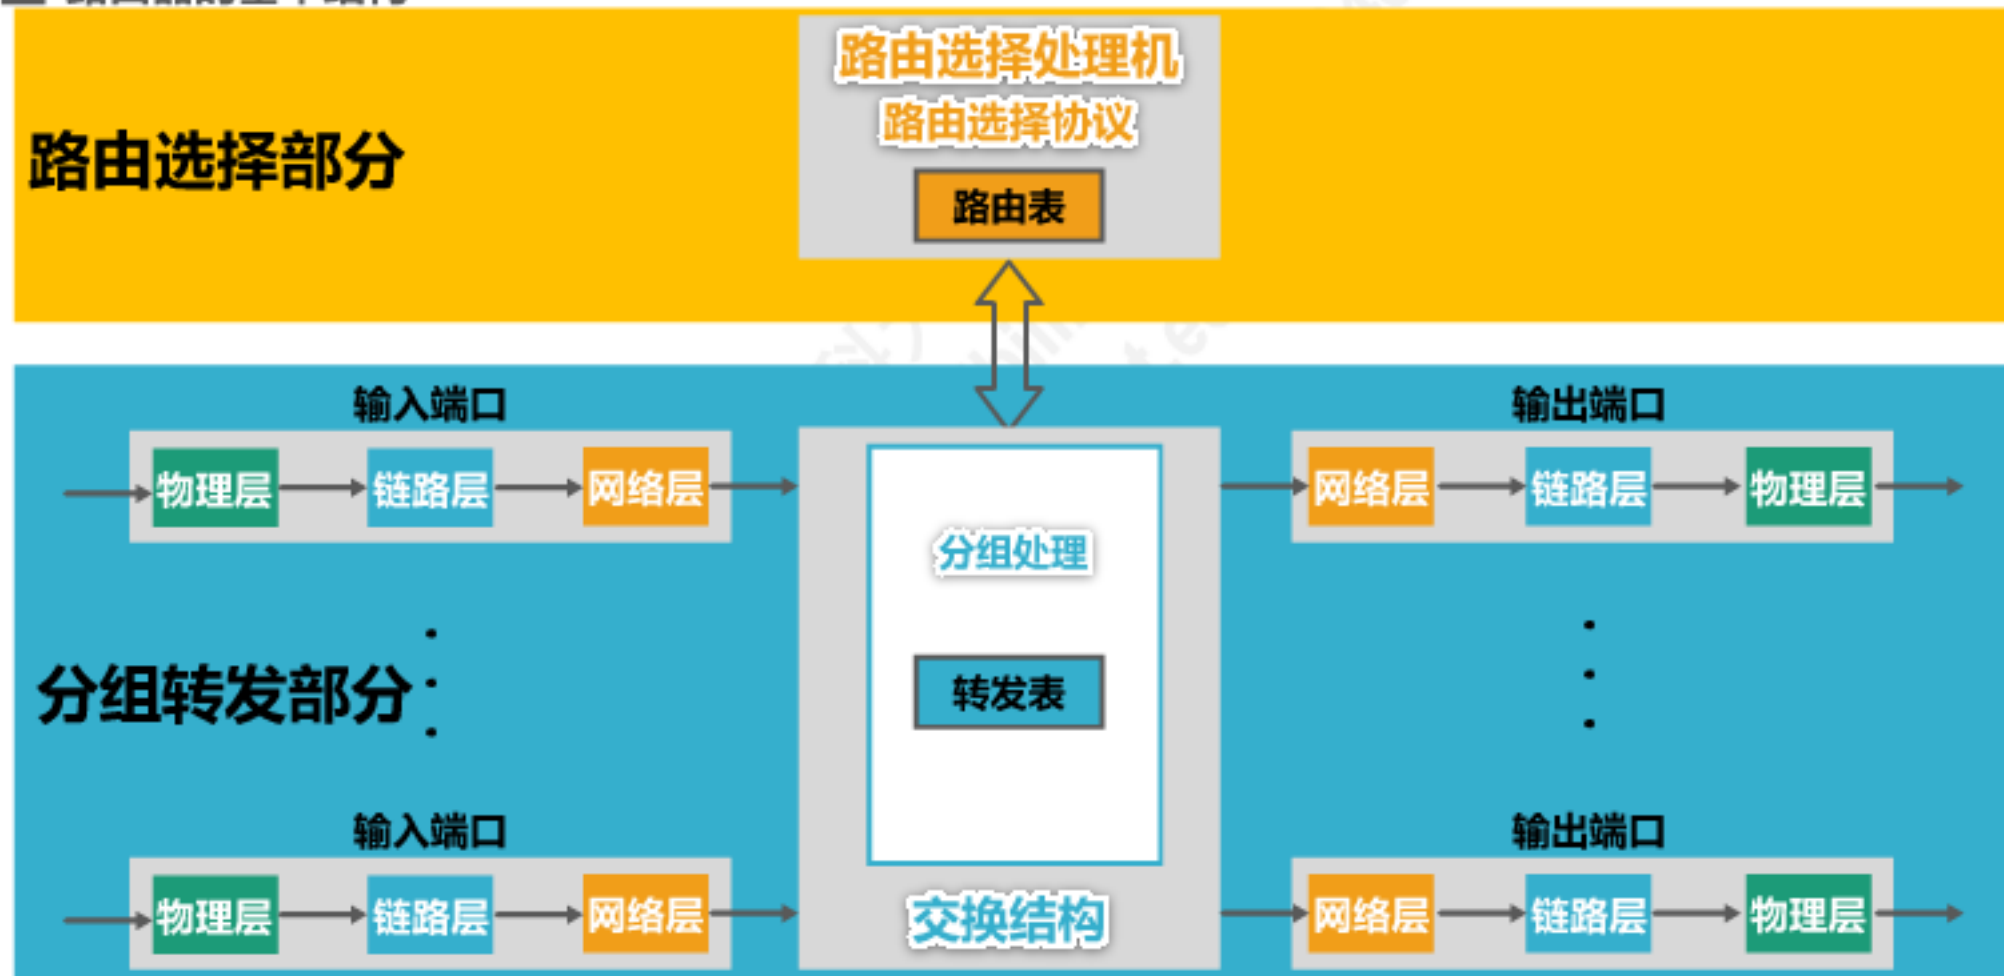 路由选择处理机
路由选择协议
路由选择部分
路由表
输入端口
输出端口
物理层
链路层
网络层
网络层
链路层
物理层
分组处理
分组转发部分
转发表
输入端口
输出端口
物理层
链路层
网络层
交换结构
网络层
链路层
物理层